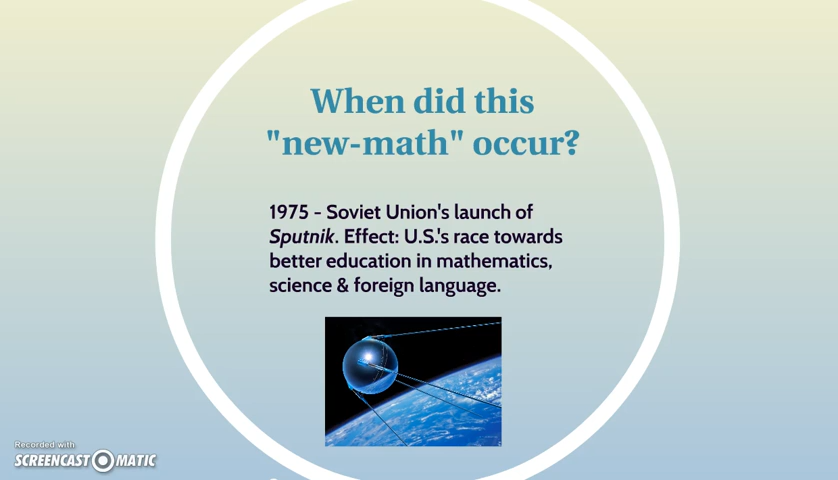 When did this
"new-math" occur?
1975 - Soviet Union's launch of
Sputnik. Effect: U.S.'s race towards
better education in mathematics,
science & foreign language.
Recorded with
SCREENCAST MATIC